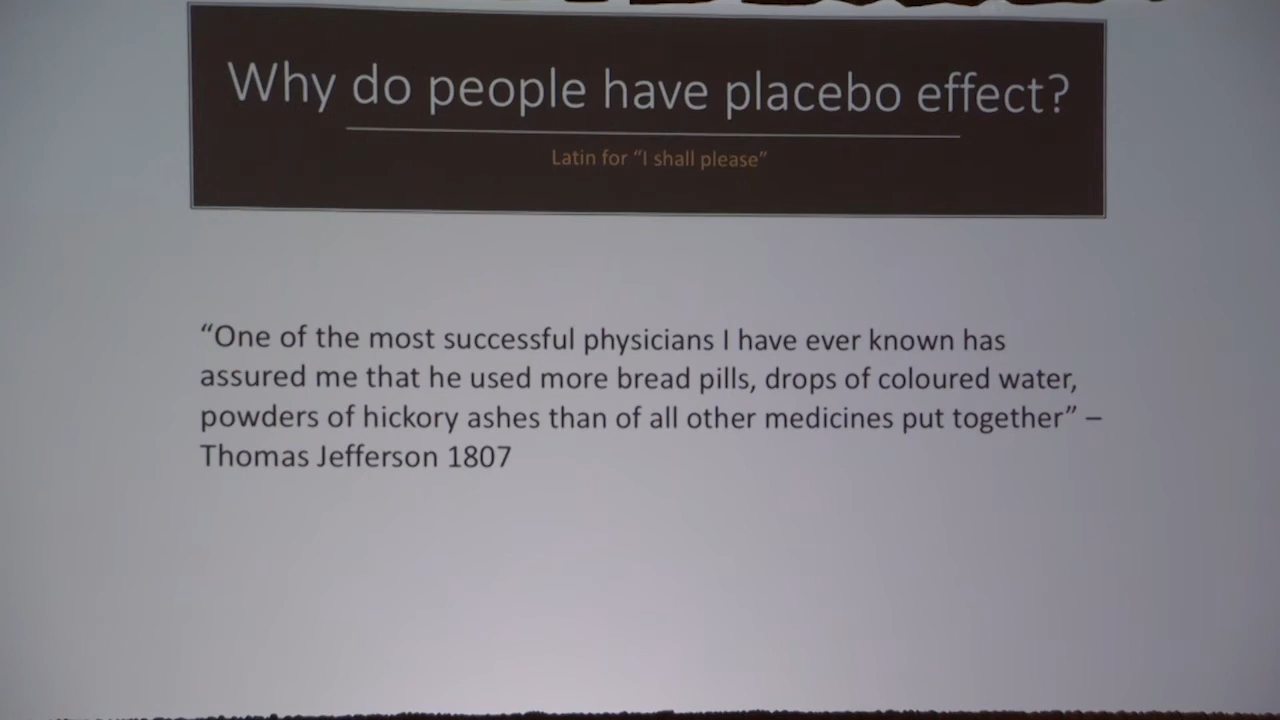 Why do people have placebo effect?
Latin for “I shall please”
“One of the most successful physicians I have ever known has
assured me that he used more bread pills, drops of coloured water,
powders of hickory ashes than of all other medicines put together” –
Thomas Jefferson 1807